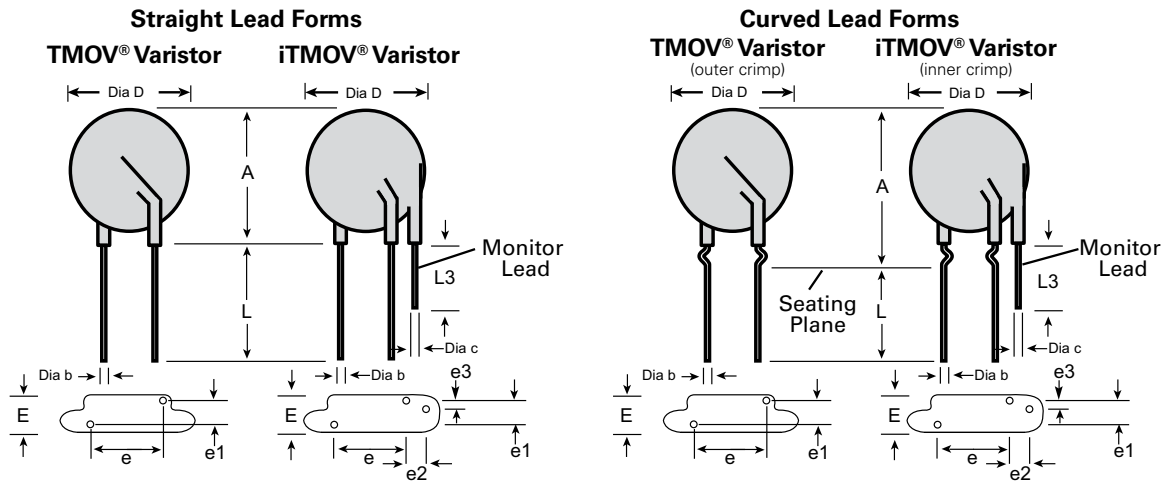 Straight Lead Forms
TMOV® Varistor
iTMOV® Varistor
Dia D
Dia D
A
L
L3
Monitor
Lead
Dia c
Dia b
Dia b
e3
E
E
e
e1
e
e2
e1
Curved Lead Forms
TMOV® Varistor
(outer crimp)
iTMOV® Varistor
(inner crimp)
Dia D
Dia D
A
L
Seating
Plane
L3
Monitor
Lead
Dia c
Dia b
Dia b
e3
E
E
e
e1
e
e2
e1